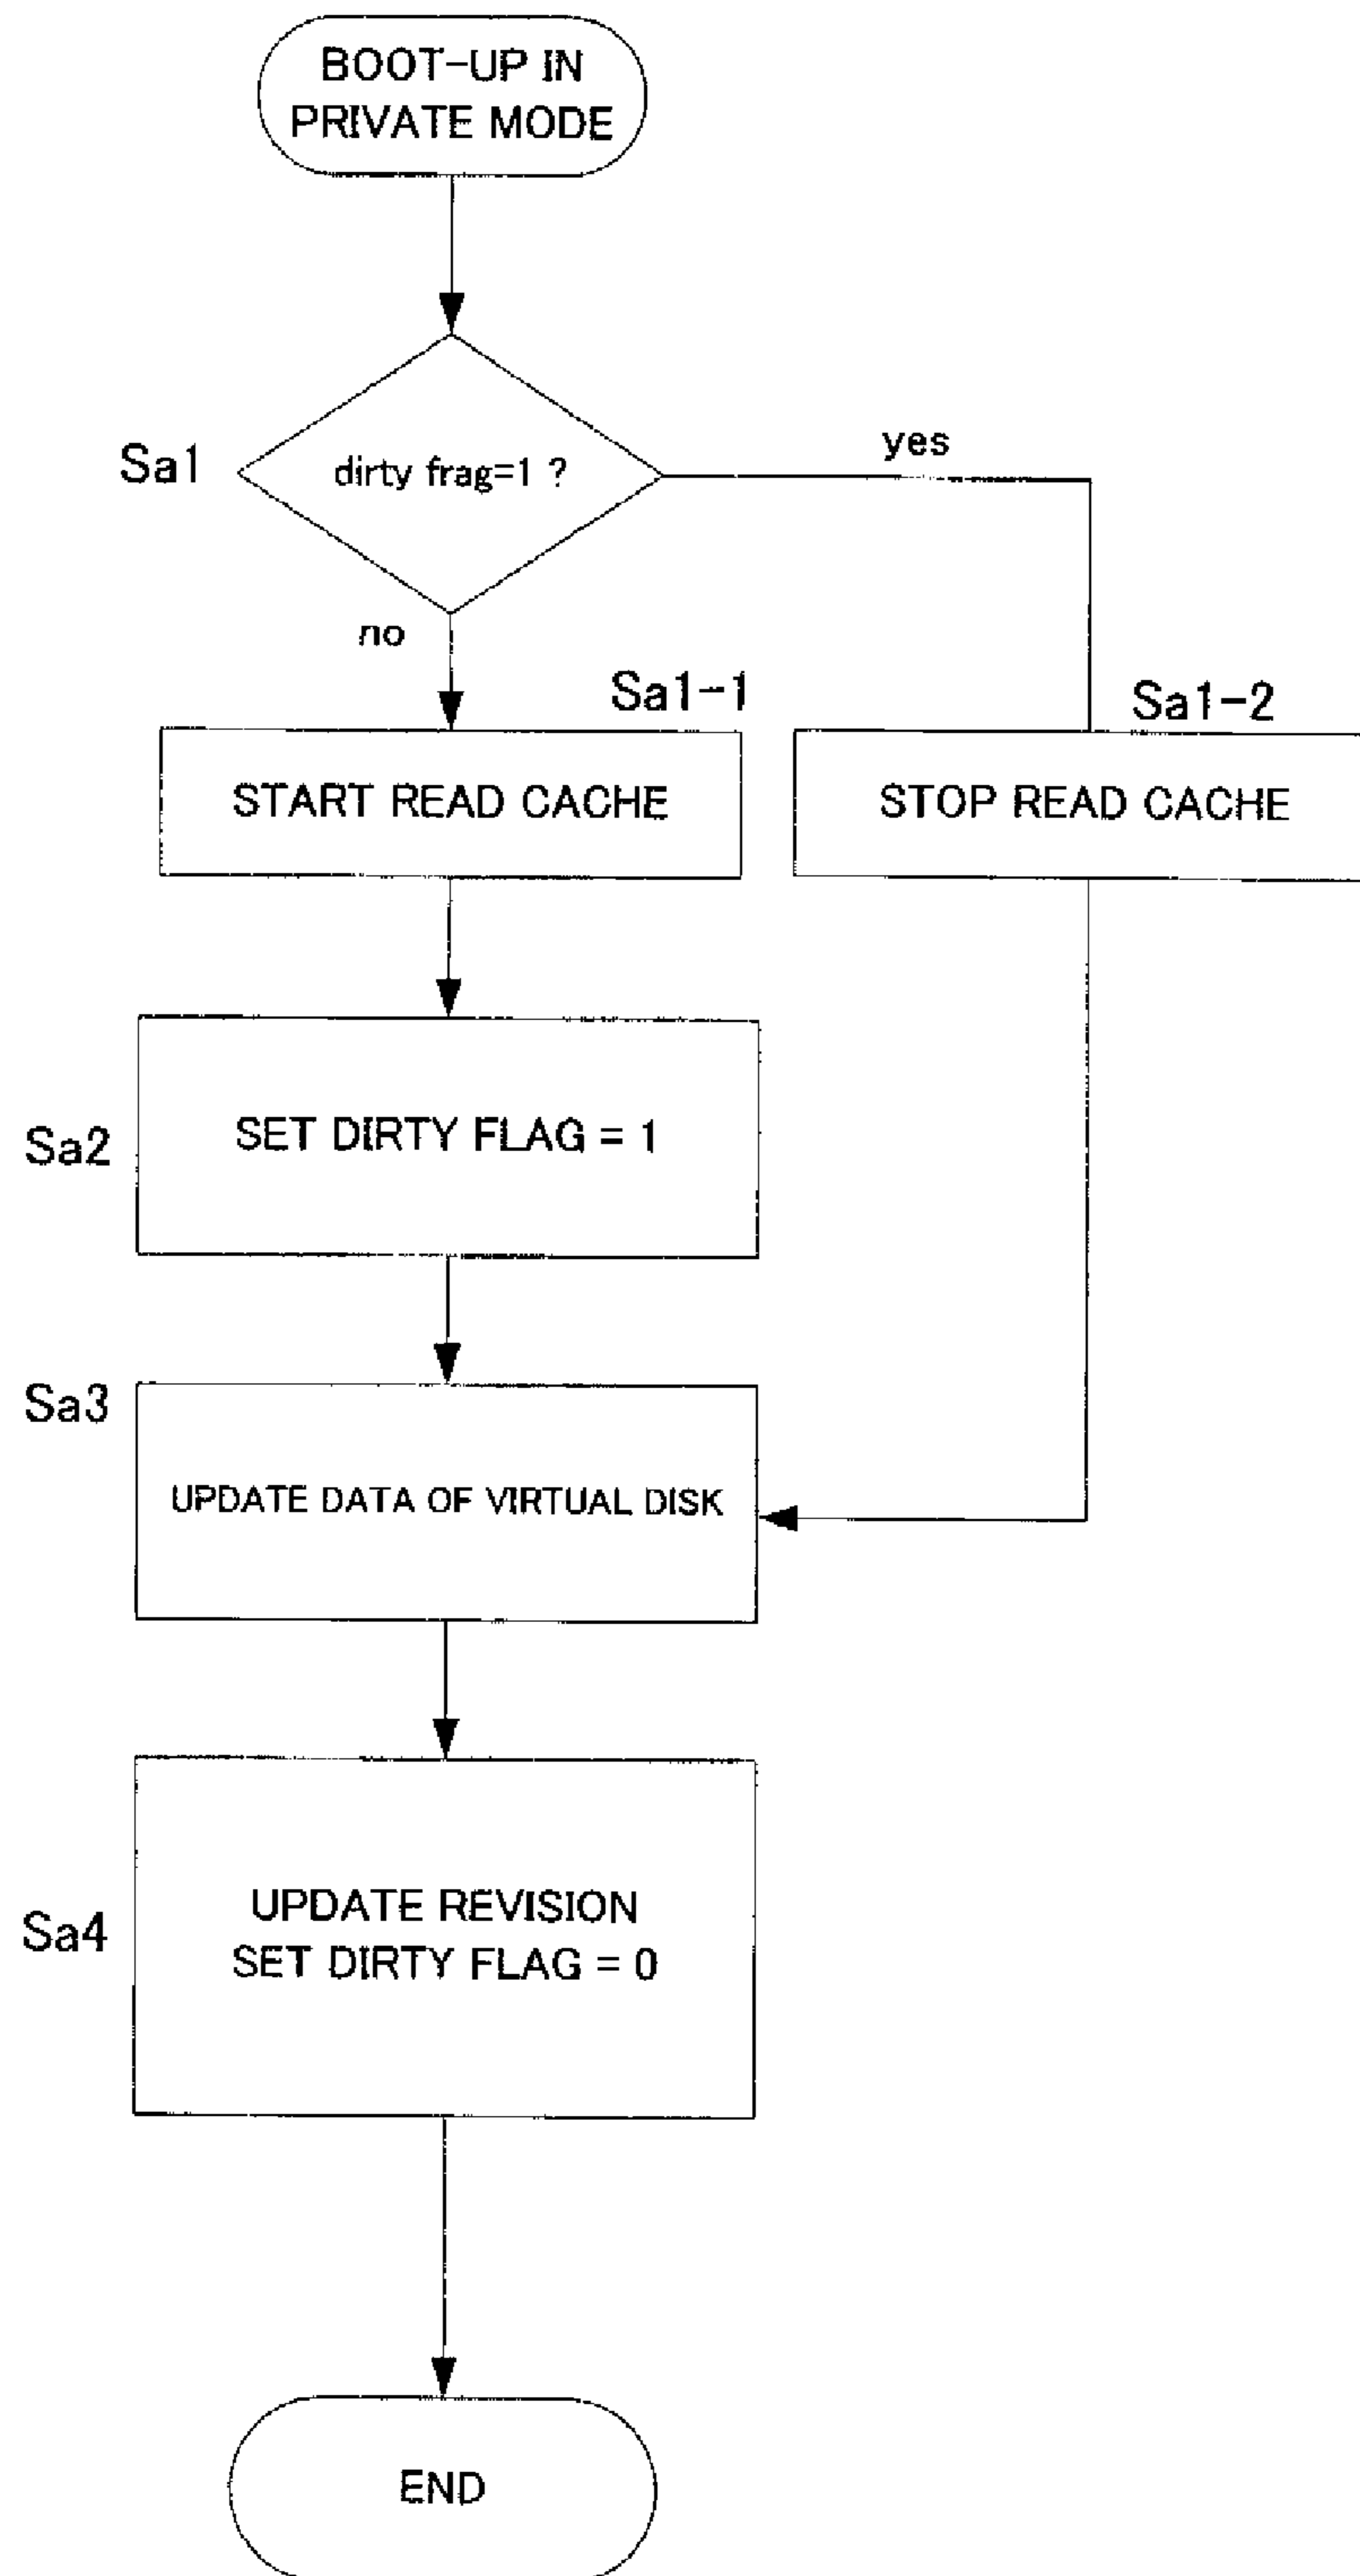 BOOT-UP IN
PRIVATE MODE
Sa1
dirty frag=1 ?
yes
no
Sa1-1
Sa1-2
START READ CACHE
STOP READ CACHE
Sa2
SET DIRTY FLAG = 1
Sa3
UPDATE DATA OF VIRTUAL DISK
Sa4
UPDATE REVISION
SET DIRTY FLAG = 0
END